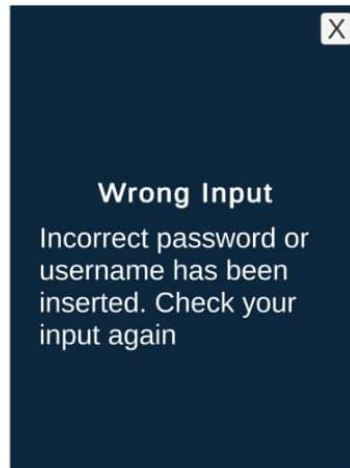 X
Wrong Input
Incorrect password or
username has been
inserted. Check your
input again